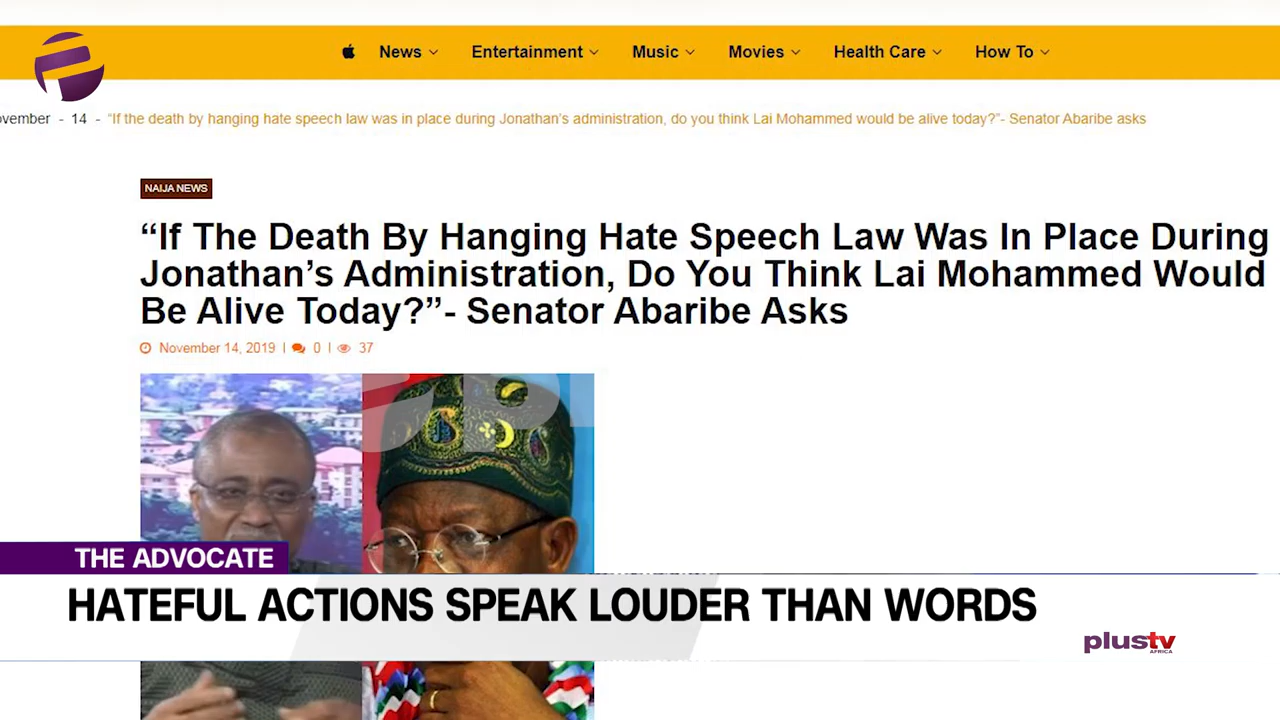 News Entertainment Music Movies Health Care How To
ovember - 14 - “If the death by hanging hate speech law was in place during Jonathan’s administration, do you think Lai Mohammed would be alive today?”- Senator Abaribe asks
NAIJA NEWS
“If The Death By Hanging Hate Speech Law Was In Place During
Jonathan’s Administration, Do You Think Lai Mohammed Would
Be Alive Today?”- Senator Abaribe Asks
November 14, 2019 | 0 | 37
THE ADVOCATE
HATEFUL ACTIONS SPEAK LOUDER THAN WORDS
plustv
AFRICA